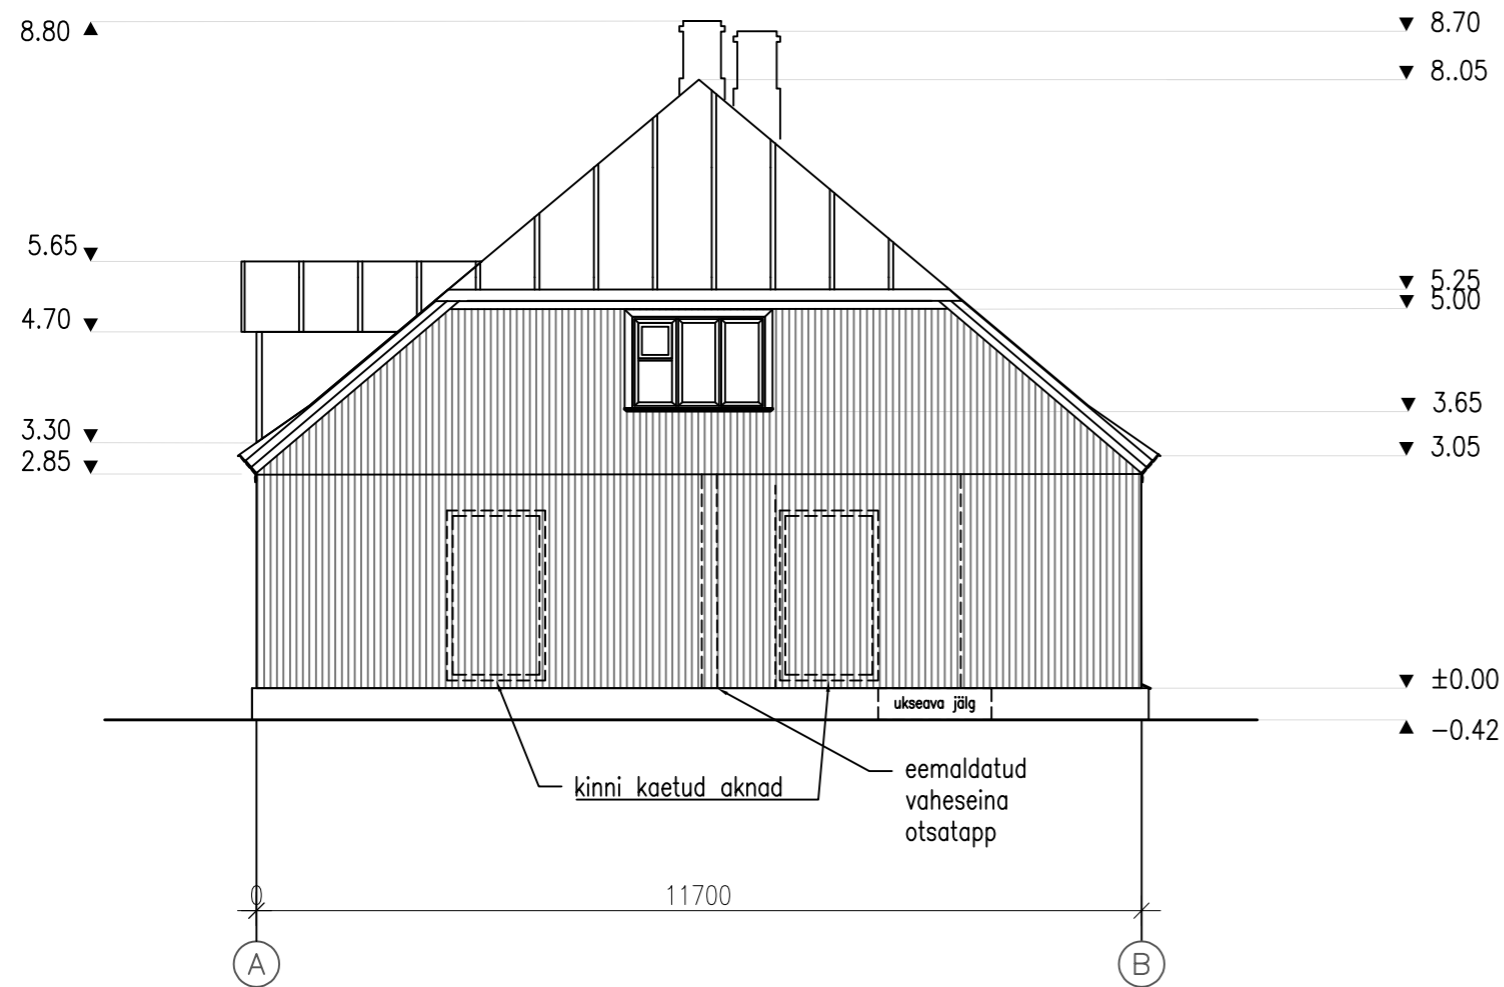 8.80
8.70
8..05
5.65
5.25
5.00
4.70
3.65
3.30
3.05
2.85
±0.00
ukseava jälg
-0.42
kinni kaetud aknad
eemaldatud
vaheseina
otsatapp
0
11700
A
B